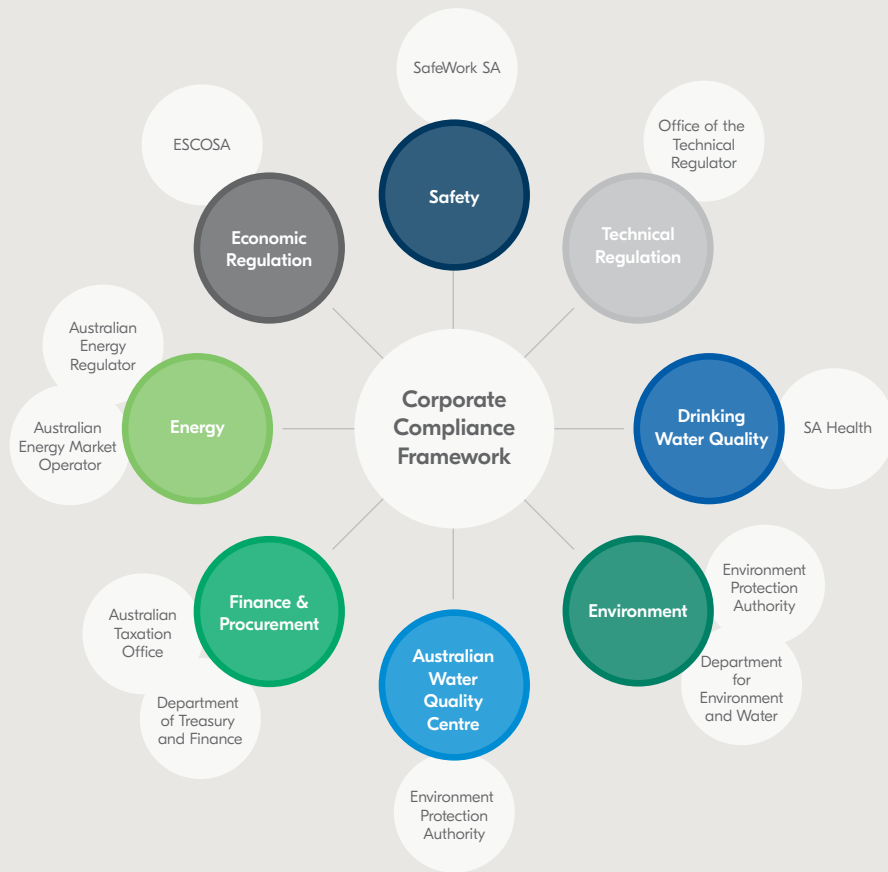 SafeWork SA
Safety
Office of the
Technical
Regulator
Technical
Regulation
Drinking
Water Quality
SA Health
Environment
Environment
Protection
Authority
Department
for
Environment
and Water
Australian
Water
Quality
Centre
Environment
Protection
Authority
Finance &
Procurement
Australian
Taxation
Office
Department
of Treasury
and Finance
Energy
Australian
Energy
Regulator
Australian
Energy Market
Operator
ESCOSA
Economic
Regulation
Corporate
Compliance
Framework